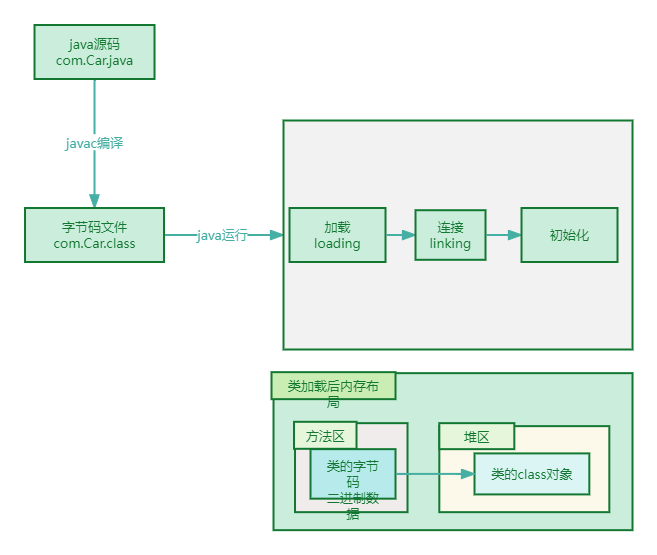 java源码
com.Car.java
javac编译
字节码文件
com.Car.class
java运行
加载
loading
连接
linking
初始化
类加载后内存布
局
方法区
类的字节
码
二进制数
据
堆区
类的class对象